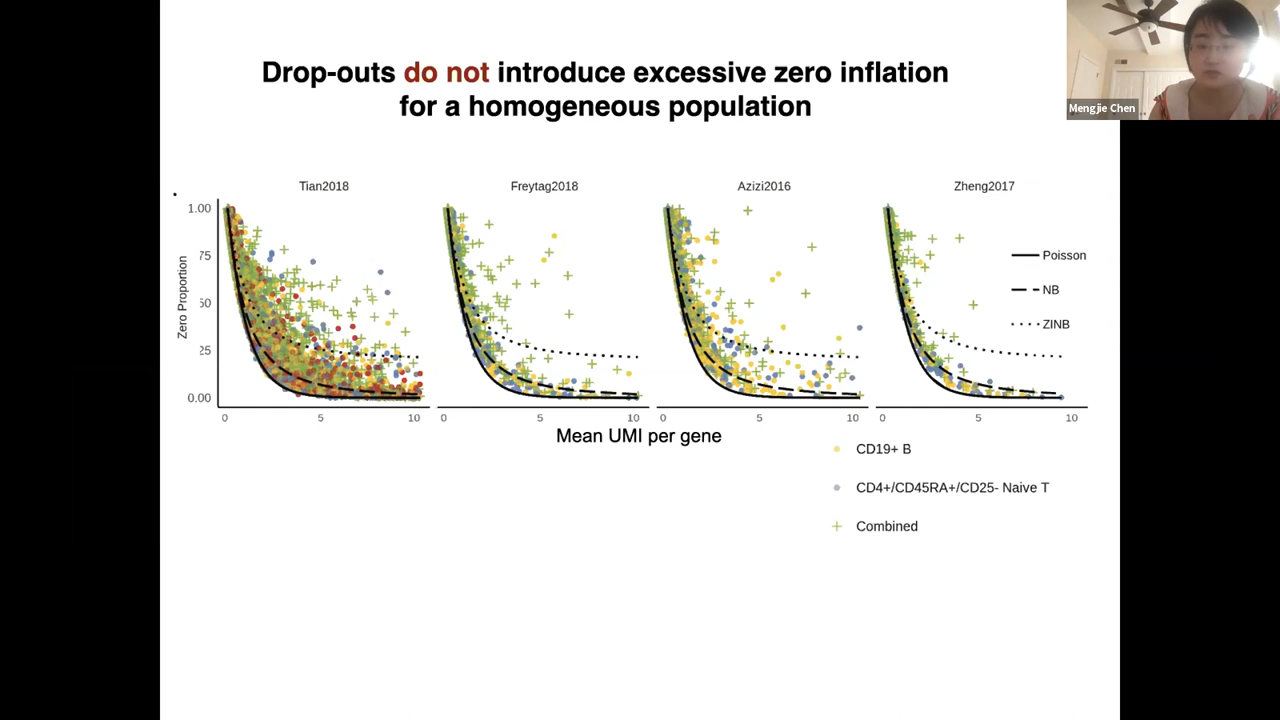 Drop-outs do not introduce excessive zero inflation
for a homogeneous population
Mengjie Chen
Tian2018
Freytag2018
Azizi2016
Zheng2017
Zero Proportion
1.00
75
50
25
0.00
0 5 10
0 5 10
0 5 10
0 5 10
Mean UMI per gene
Poisson
NB
ZINB
CD19+ B
CD4+/CD45RA+/CD25- Naive T
Combined